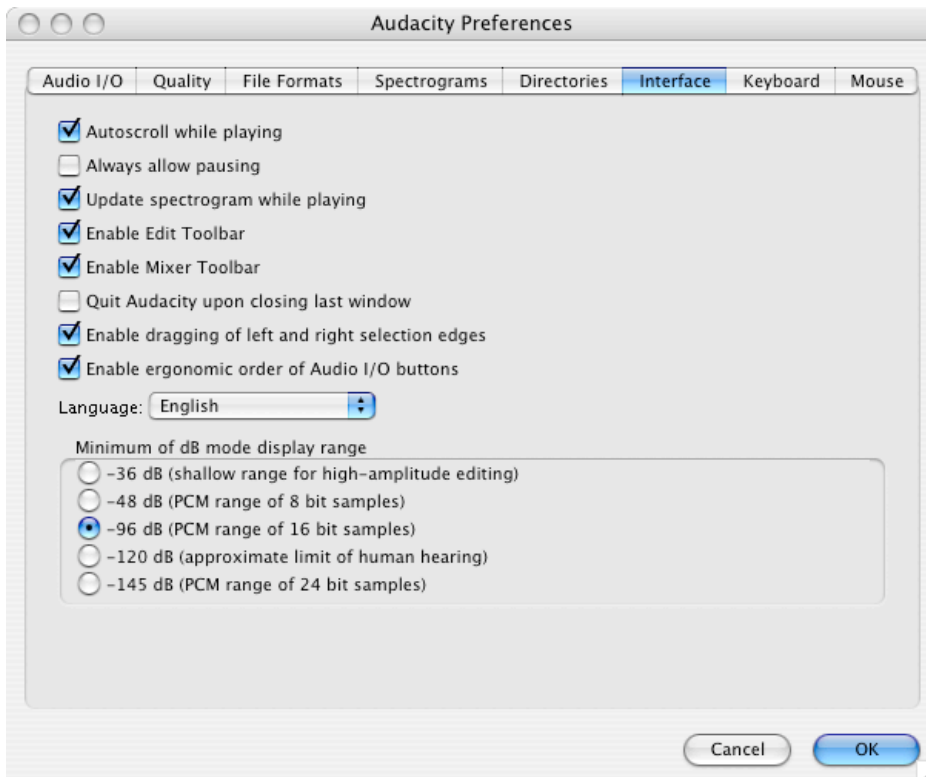 Audacity Preferences
Audio I/O Quality File Formats Spectrograms Directories Interface Keyboard Mouse
Autoscroll while playing
Always allow pausing
Update spectrogram while playing
Enable Edit Toolbar
Enable Mixer Toolbar
Quit Audacity upon closing last window
Enable dragging of left and right selection edges
Enable ergonomic order of Audio I/O buttons
Language: English
Minimum of dB mode display range
-36 dB (shallow range for high-amplitude editing)
-48 dB (PCM range of 8 bit samples)
-96 dB (PCM range of 16 bit samples)
-120 dB (approximate limit of human hearing)
-145 dB (PCM range of 24 bit samples)
Cancel OK